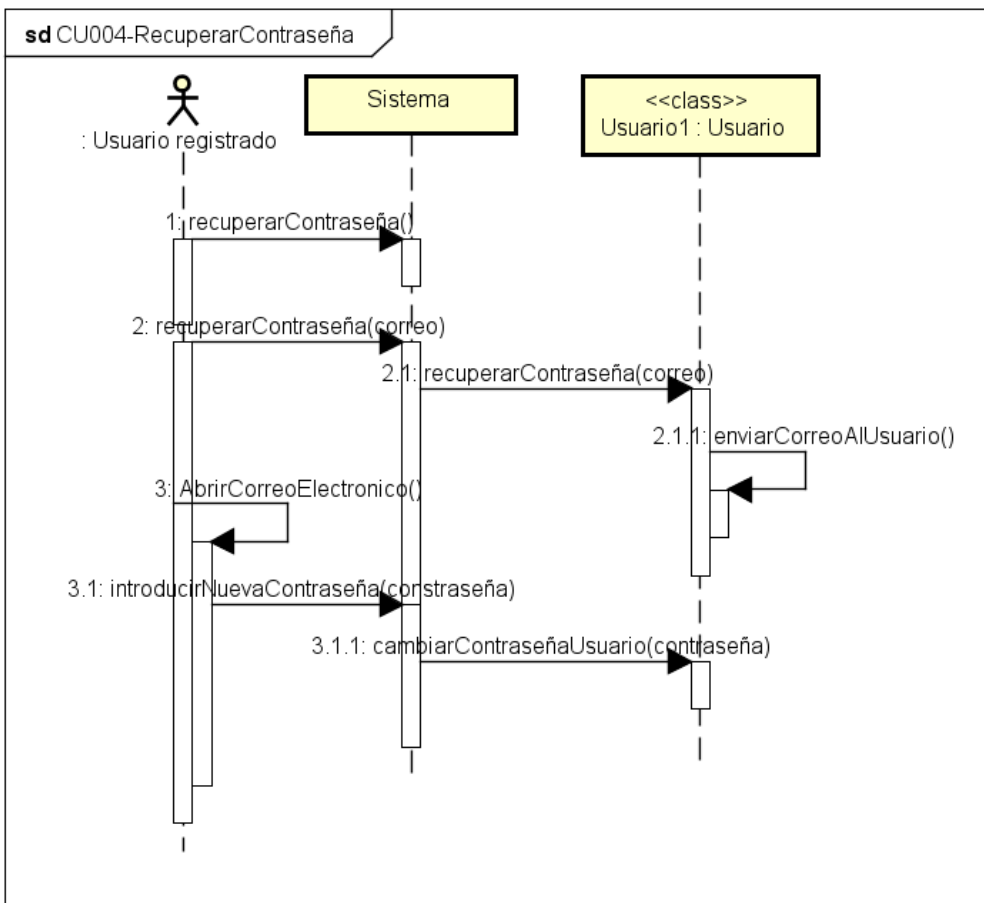 sd CU004-RecuperarContraseña
: Usuario registrado
Sistema
<<class>>
Usuario1 : Usuario
1: recuperarContraseña()
2: recuperarContraseña(correo)
2.1: recuperarContraseña(correo)
2.1.1: enviarCorreoAlUsuario()
3: AbrirCorreoElectronico()
3.1: introducirNuevaContraseña(constraseña)
3.1.1: cambiarContraseñaUsuario(contraseña)